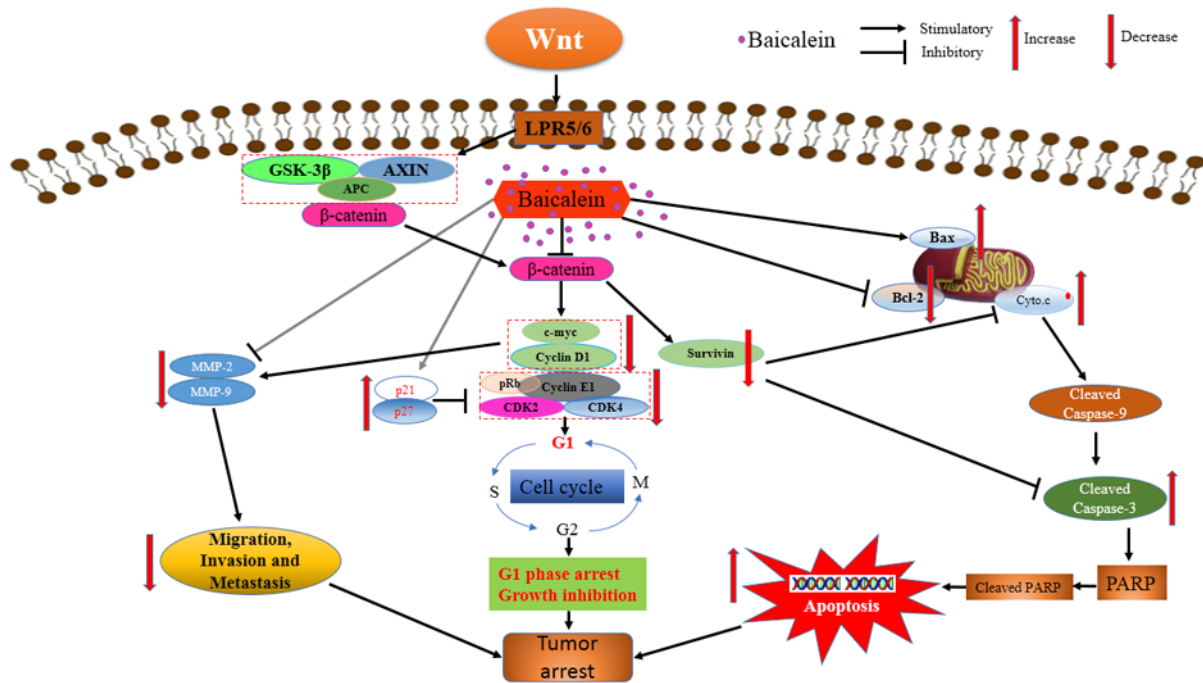 Wnt
Baicalein
Stimulatory
Inhibitory
Increase
Decrease
LPR5/6
GSK-3β
AXIN
APC
β-catenin
Baicalein
β-catenin
Bax
Bcl-2
Cyto.c
c-myc
Cyclin D1
Survivin
MMP-2
MMP-9
p21
p27
pRb
Cyclin E1
CDK2
CDK4
Cleaved
Caspase-9
G1
S
Cell cycle
M
G2
Cleaved
Caspase-3
Migration,
Invasion and
Metastasis
G1 phase arrest
Growth inhibition
Apoptosis
Cleaved PARP
PARP
Tumor
arrest